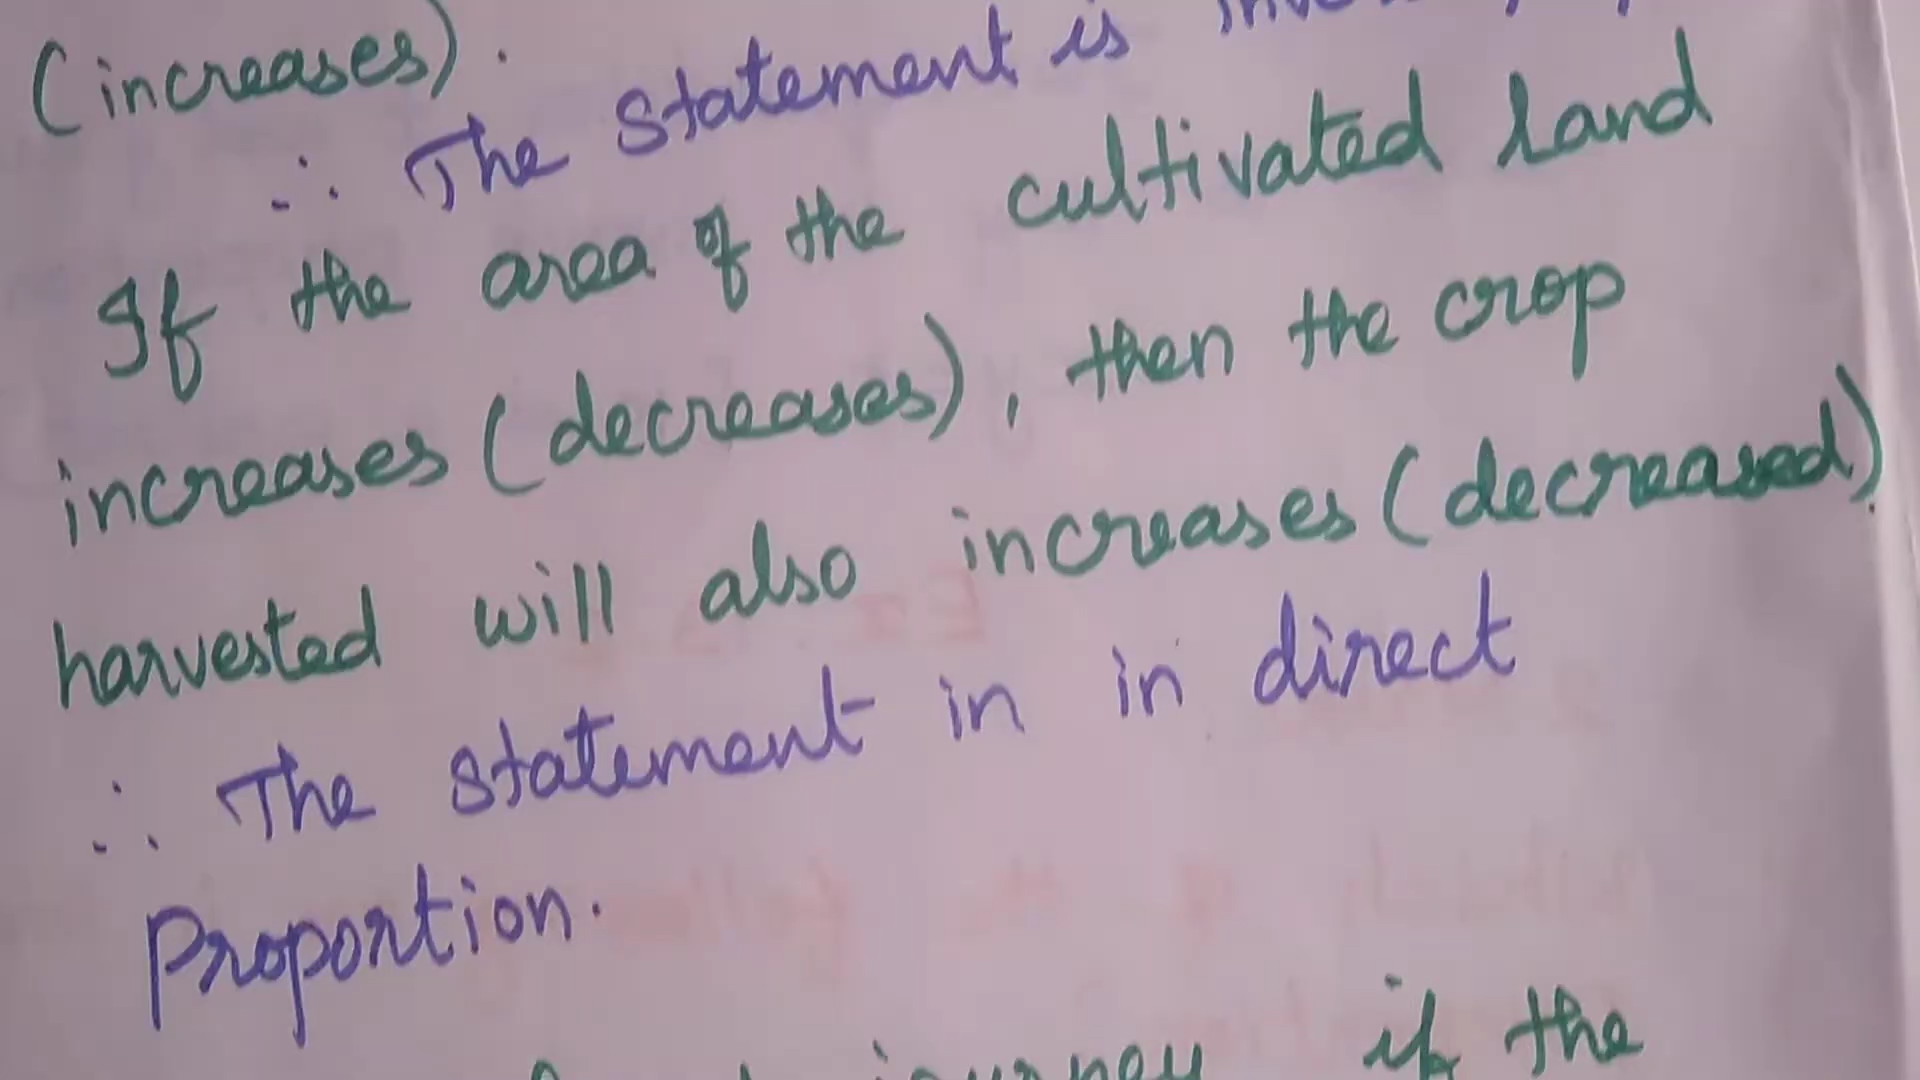 (increases).
∴ The statement is
If the area of the cultivated land
increases (decreases), then the crop
harvested will also increases (decreased).
∴ The statement in in direct
Proportion.
journey if the